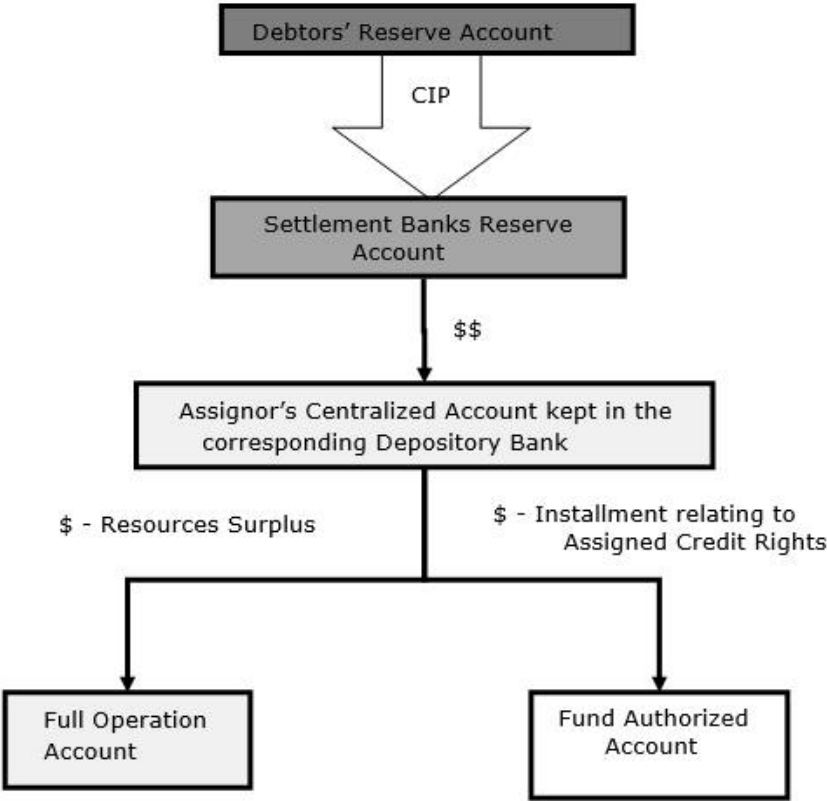 Debtors’ Reserve Account
CIP
Settlement Banks Reserve
Account
$$
Assignor’s Centralized Account kept in the
corresponding Depository Bank
$ - Resources Surplus
$ - Installment relating to
Assigned Credit Rights
Full Operation
Account
Fund Authorized
Account